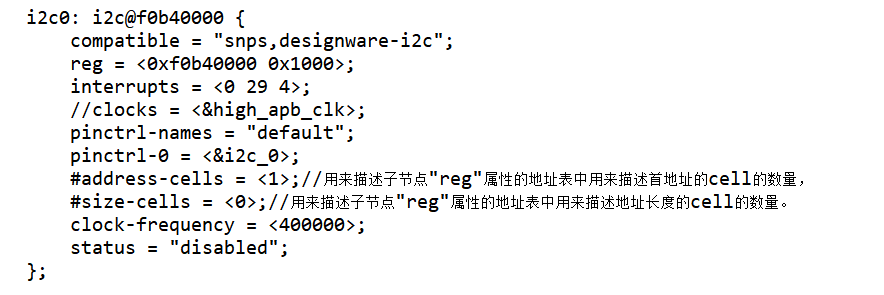 i2c0: i2c@f0b40000 {
    compatible = "snps,designware-i2c";
    reg = <0xf0b40000 0x1000>;
    interrupts = <0 29 4>;
    //clocks = <&high_apb_clk>;
    pinctrl-names = "default";
    pinctrl-0 = <&i2c_0>;
    #address-cells = <1>;//用来描述子节点"reg"属性的地址表中用来描述首地址的cell的数量,
    #size-cells = <0>;//用来描述子节点"reg"属性的地址表中用来描述地址长度的cell的数量。
    clock-frequency = <400000>;
    status = "disabled";
};